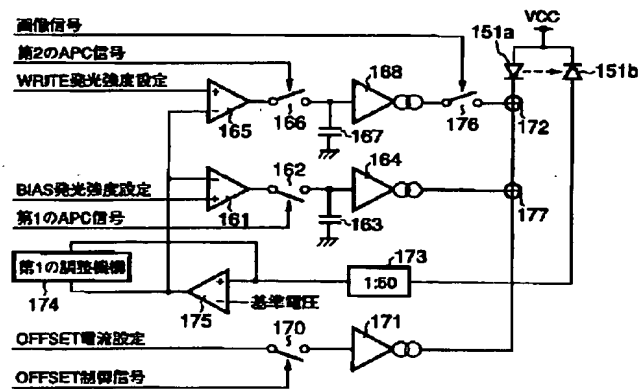 画像信号
151a
VCC
第2のAPC信号
151b
WRITE発光強度設定
168
165
166
167
176
172
162
164
BIAS発光強度設定
161
163
177
第1のAPC信号
173
第1の調整機構
1:50
174
175
基準電圧
170
171
OFFSET電流設定
OFFSET制御信号